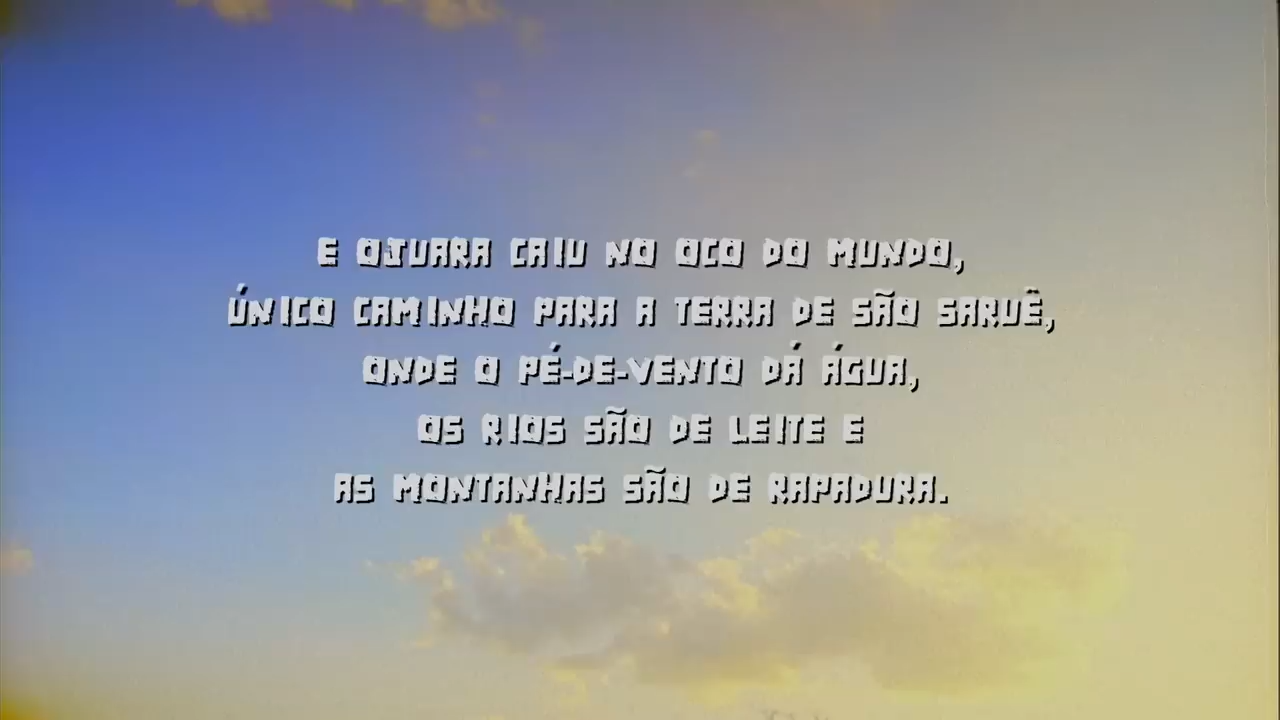 E OJUARA CAIU NO OCO DO MUNDO,
ÚNICO CAMINHO PARA A TERRA DE SÃO SARUÊ,
ONDE O PÉ-DE-VENTO DÁ ÁGUA,
OS RIOS SÃO DE LEITE E
AS MONTANHAS SÃO DE RAPADURA.